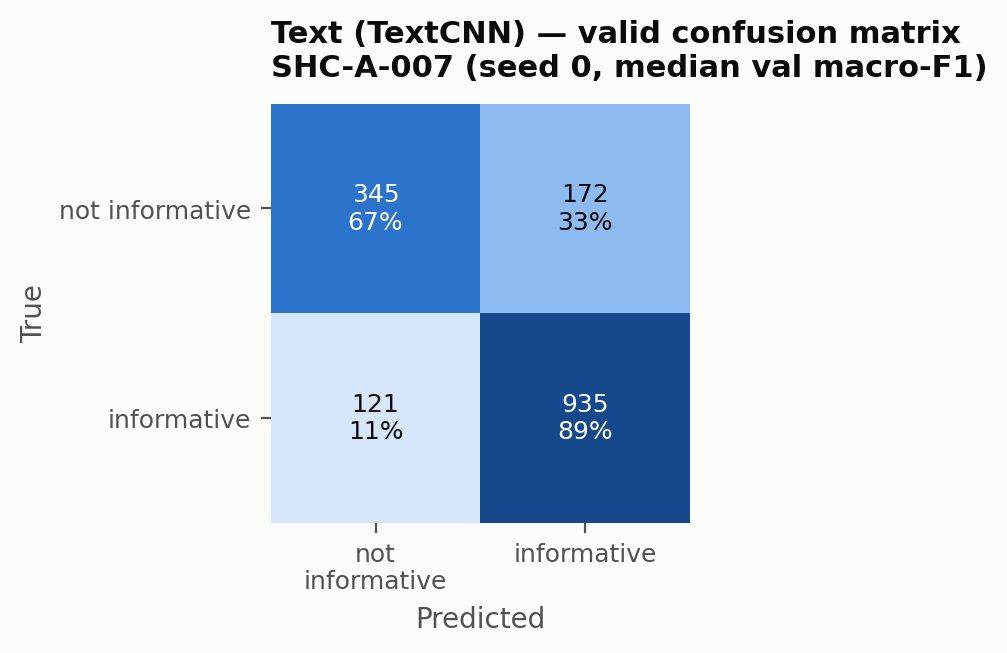 Text (TextCNN) — valid confusion matrix
SHC-A-007 (seed 0, median val macro-F1)
True
not informative
345
67%
172
33%
informative
121
11%
935
89%
not
informative
informative
Predicted